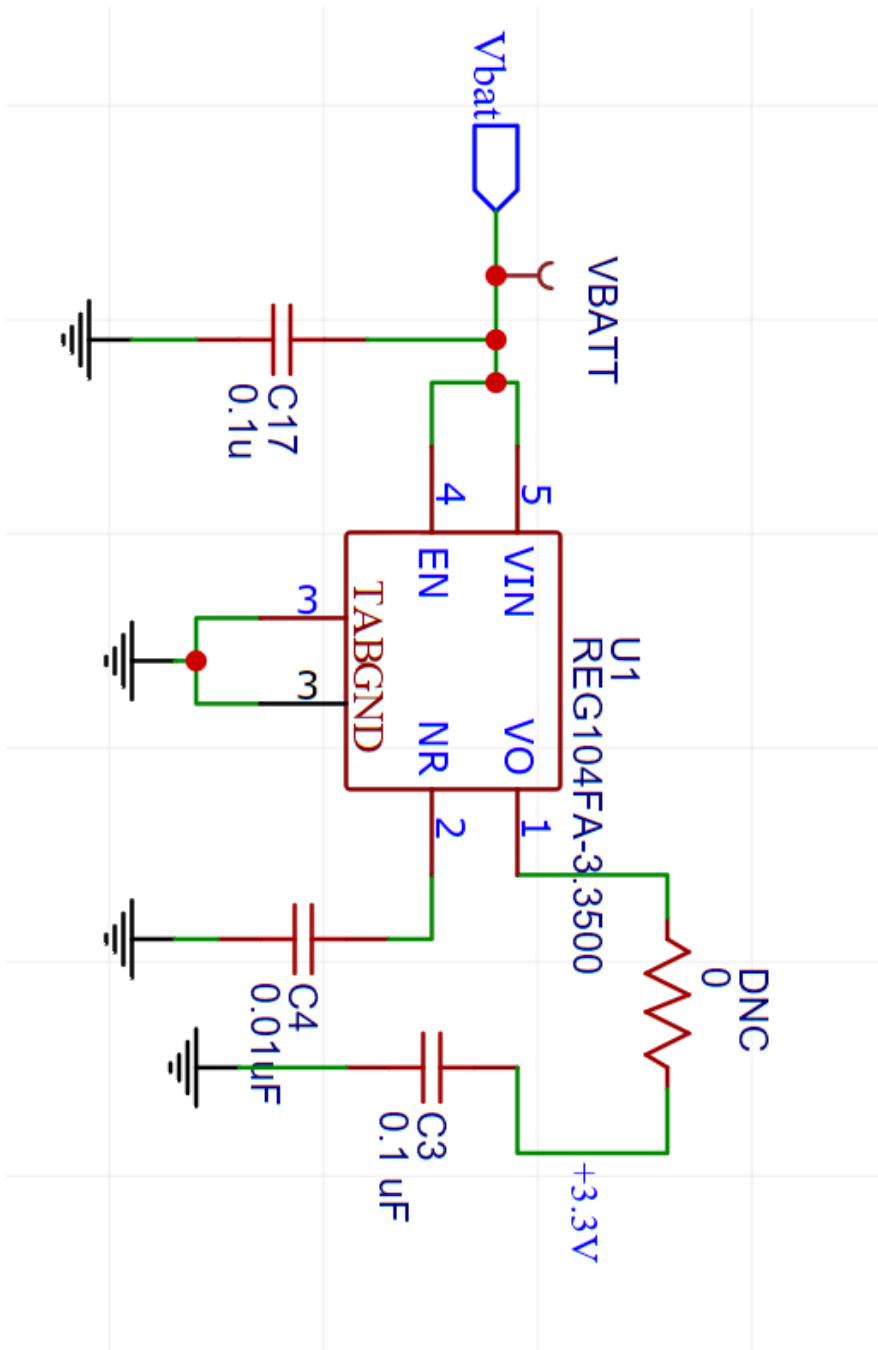 Vbat
VBATT
C17
0.1u
5
4
VIN
EN
TABGND
3
3
VO
NR
U1
REG104FA-3.3500
1
2
C4
0.01uF
DNC
0
C3
0.1 uF
+3.3V